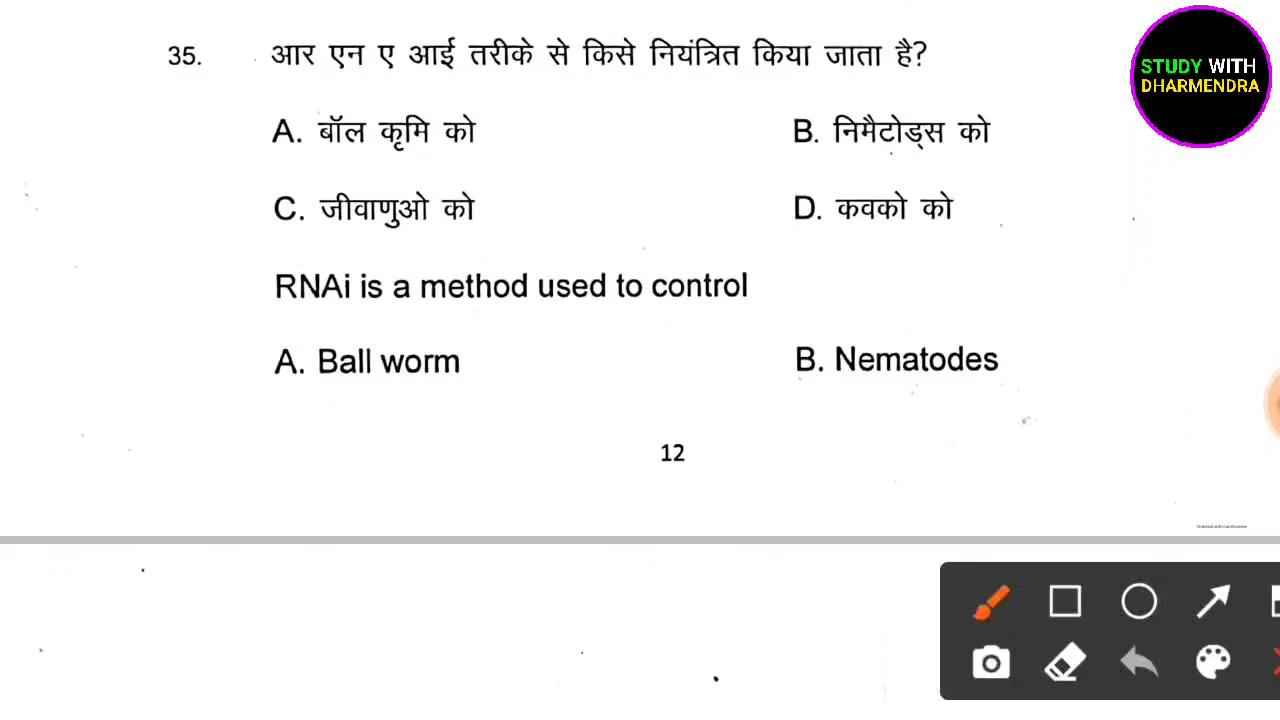 STUDY WITH
DHARMENDRA
35. आर एन ए आई तरीके से किसे नियंत्रित किया जाता है?
A. बॉल कृमि को B. निमैटोड्स को
C. जीवाणुओ को D. कवको को
RNAi is a method used to control
A. Ball worm B. Nematodes
12